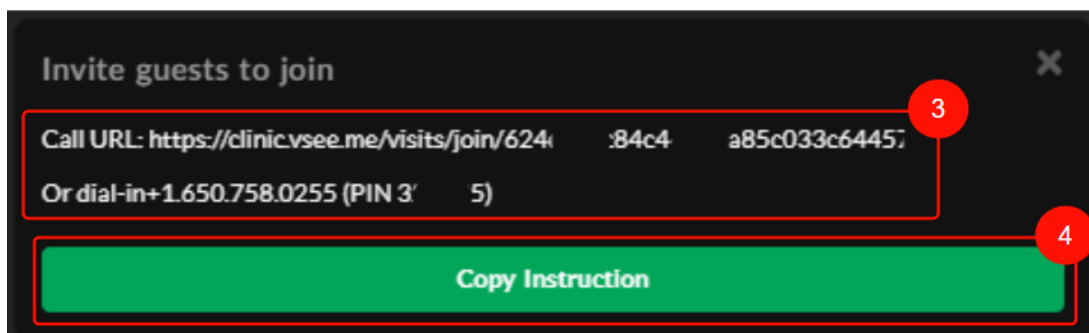 Invite guests to join
3
Call URL: https://clinic.vsee.me/visits/join/624 :84c4 a85c033c64457
Or dial-in+1.650.758.0255 (PIN 3 5)
4
Copy Instruction